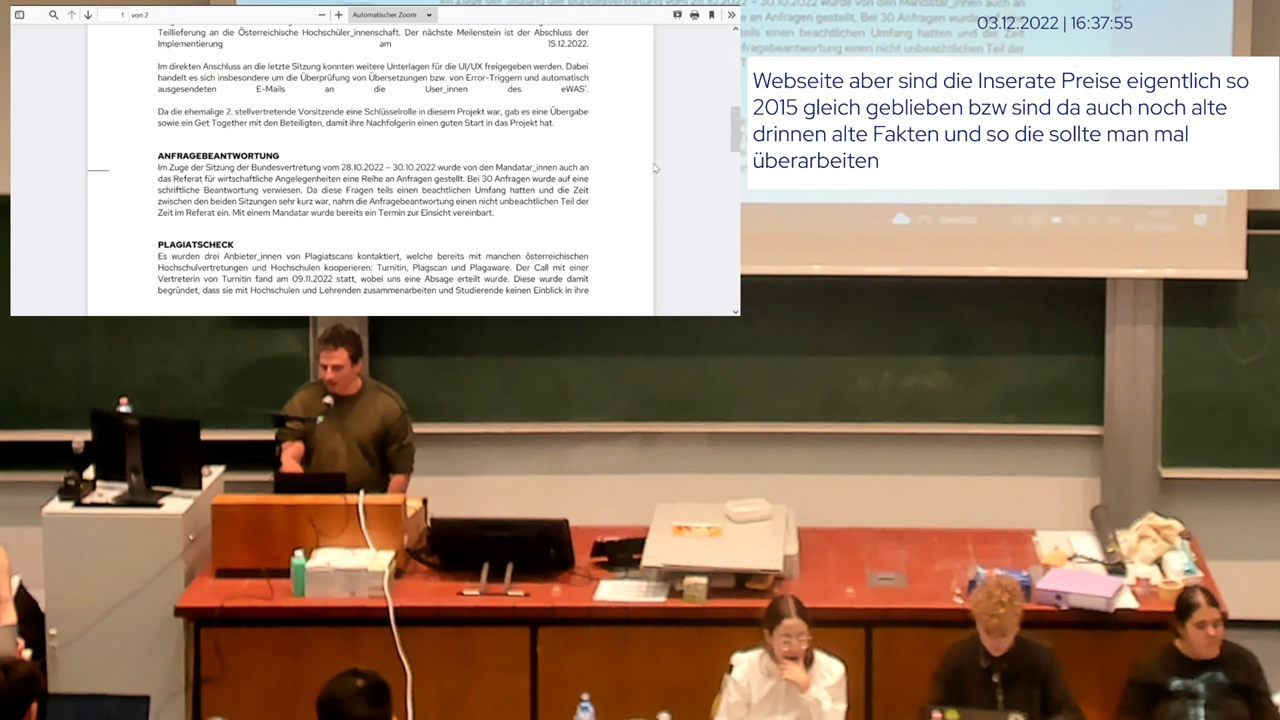 1 von 2
Automatischer Zoom
Teillieferung an die Österreichische Hochschüler_innenschaft. Der nächste Meilenstein ist der Abschluss der
Implementierung am 15.12.2022.
Im direkten Anschluss an die letzte Sitzung konnten weitere Unterlagen für die UI/UX freigegeben werden. Dabei
handelt es sich insbesondere um die Überprüfung von Übersetzungen bzw. von Error-Triggern und automatisch
ausgesendeten E-Mails an die User_innen des eWAS'.
Da die ehemalige 2. stellvertretende Vorsitzende eine Schlüsselrolle in diesem Projekt war, gab es eine Übergabe
sowie ein Get Together mit den Beteiligten, damit ihre Nachfolgerin einen guten Start in das Projekt hat.
ANFRAGEBEANTWORTUNG
Im Zuge der Sitzung der Bundesvertretung vom 28.10.2022 – 30.10.2022 wurde von den Mandatar_innen auch an
das Referat für wirtschaftliche Angelegenheiten eine Reihe an Anfragen gestellt. Bei 30 Anfragen wurde auf eine
schriftliche Beantwortung verwiesen. Da diese Fragen teils einen beachtlichen Umfang hatten und die Zeit
zwischen den beiden Sitzungen sehr kurz war, nahm die Anfragebeantwortung einen nicht unbeachtlichen Teil der
Zeit im Referat ein. Mit einem Mandatar wurde bereits ein Termin zur Einsicht vereinbart.
PLAGIATSCHECK
Es wurden drei Anbieter_innen von Plagiatscans kontaktiert, welche bereits mit manchen österreichischen
Hochschulvertretungen und Hochschulen kooperieren: Turnitin, Plagscan und Plagaware. Der Call mit einer
Vertreterin von Turnitin fand am 09.11.2022 statt, wobei uns eine Absage erteilt wurde. Diese wurde damit
begründet, dass sie mit Hochschulen und Lehrenden zusammenarbeiten und Studierende keinen Einblick in ihre
03.12.2022 | 16:37:55
Webseite aber sind die Inserate Preise eigentlich so
2015 gleich geblieben bzw sind da auch noch alte
drinnen alte Fakten und so die sollte man mal
überarbeiten